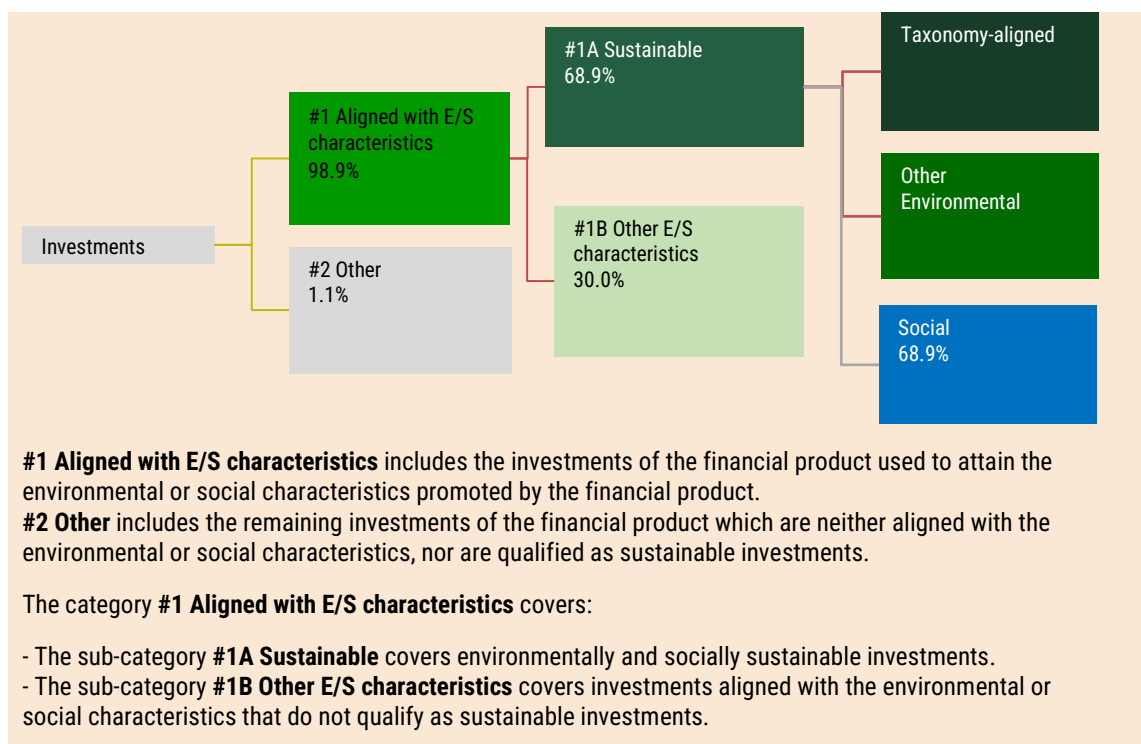 Investments
#1 Aligned with E/S
characteristics
98.9%
#2 Other
1.1%
#1A Sustainable
68.9%
#1B Other E/S
characteristics
30.0%
Taxonomy-aligned
Other
Environmental
Social
68.9%
#1 Aligned with E/S characteristics includes the investments of the financial product used to attain the
environmental or social characteristics promoted by the financial product.
#2 Other includes the remaining investments of the financial product which are neither aligned with the
environmental or social characteristics, nor are qualified as sustainable investments.
The category #1 Aligned with E/S characteristics covers:
- The sub-category #1A Sustainable covers environmentally and socially sustainable investments.
- The sub-category #1B Other E/S characteristics covers investments aligned with the environmental or
social characteristics that do not qualify as sustainable investments.